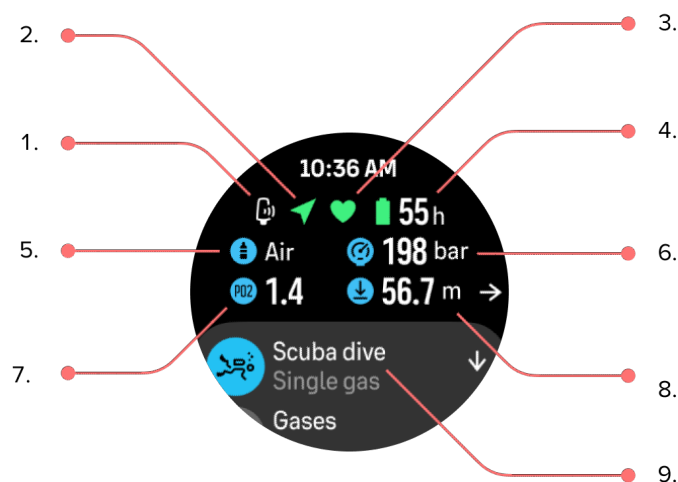 2.
3.
1.
4.
10:36 AM
55h
5.
Air
198 bar
6.
PO2 1.4
56.7 m
7.
8.
Scuba dive
Single gas
Gases
9.